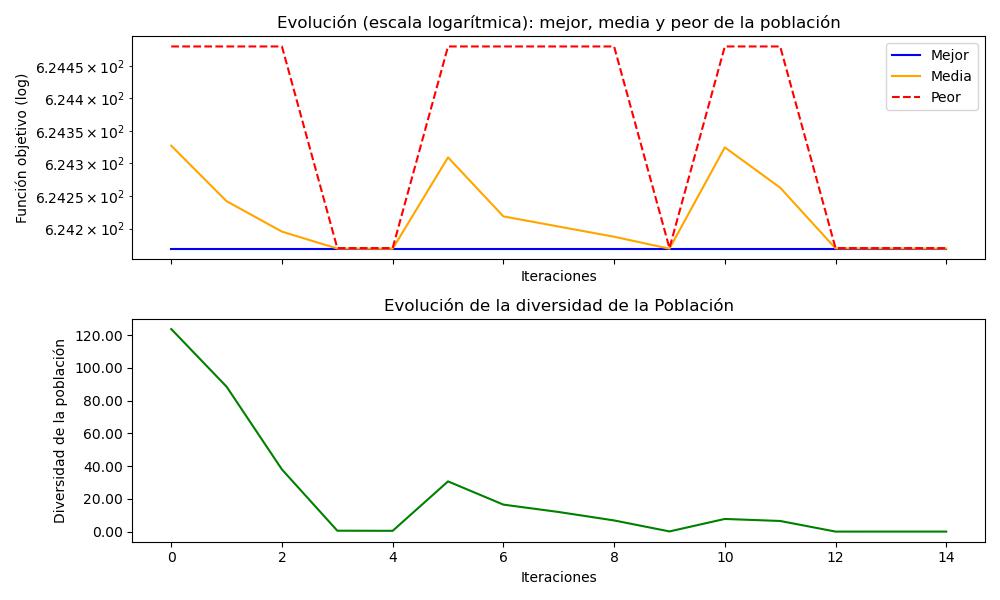 Evolución (escala logarítmica): mejor, media y peor de la población
Función objetivo (log)
6.2445 × 10²
6.244 × 10²
6.2435 × 10²
6.243 × 10²
6.2425 × 10²
6.242 × 10²
Mejor
Media
Peor
Iteraciones
Evolución de la diversidad de la Población
Diversidad de la población
120.00
100.00
80.00
60.00
40.00
20.00
0.00
0 2 4 6 8 10 12 14
Iteraciones